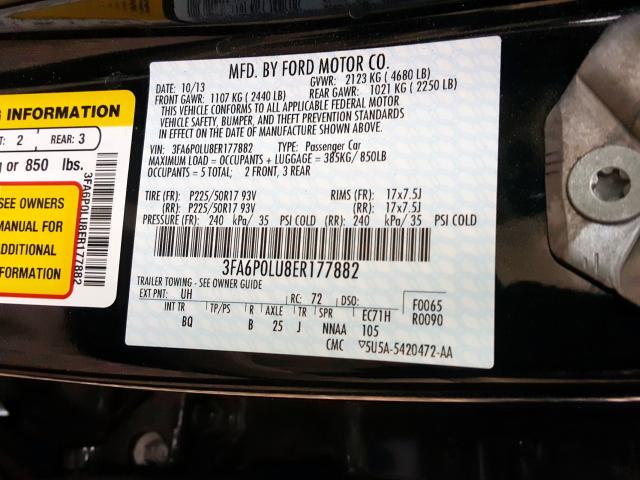 MFD. BY FORD MOTOR CO.
DATE: 10/13 GVWR: 2123 KG ( 4680 LB)
FRONT GAWR: 1107 KG ( 2440 LB) REAR GAWR: 1021 KG ( 2250 LB)
THIS VEHICLE CONFORMS TO ALL APPLICABLE FEDERAL MOTOR
VEHICLE SAFETY, BUMPER, AND THEFT PREVENTION STANDARDS
IN EFFECT ON THE DATE OF MANUFACTURE SHOWN ABOVE.
VIN: 3FA6P0LU8ER177882 TYPE: Passenger Car
MAXIMUM LOAD = OCCUPANTS + LUGGAGE = 385KG/850LB
OCCUPANTS = 5 TOTAL; 2 FRONT, 3 REAR
TIRE (FR): P225/50R17 93V RIMS (FR): 17x7.5J
(RR): P225/50R17 93V (RR): 17x7.5J
PRESSURE (FR): 240 kPa/ 35 PSI COLD (RR): 240 kPa/ 35 PSI COLD
3FA6P0LU8ER177882
TRAILER TOWING - SEE OWNER GUIDE
EXT PNT: UH RC: 72 DSO: F0065
INT TR TP/PS R AXLE TR SPR EC71H R0090
BQ B 25 J NNAA 105
CMC ▽5U5A-5420472-AA
G INFORMATION
T: 2 REAR: 3
g or 850 lbs.
SEE OWNERS
MANUAL FOR
ADDITIONAL
INFORMATION
3FA6P0LU8ER177882